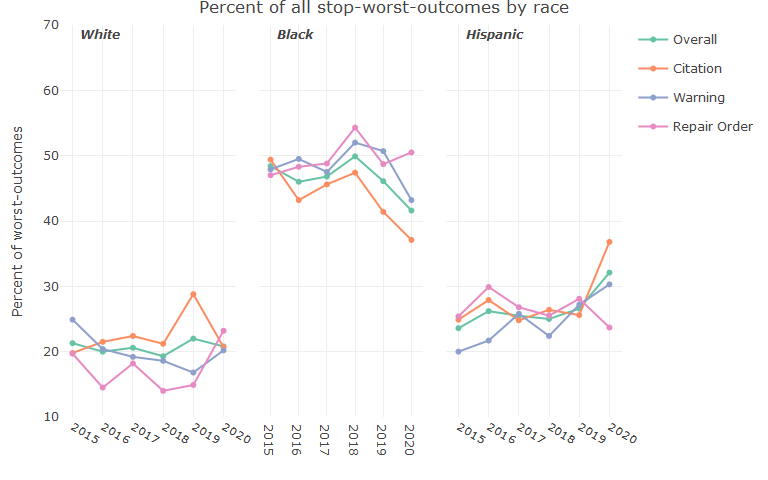 Percent of all stop-worst-outcomes by race
White
Black
Hispanic
Overall
Citation
Warning
Repair Order
Percent of worst-outcomes
70
60
50
40
30
20
10
2015 2016 2017 2018 2019 2020
2015 2016 2017 2018 2019 2020
2015 2016 2017 2018 2019 2020